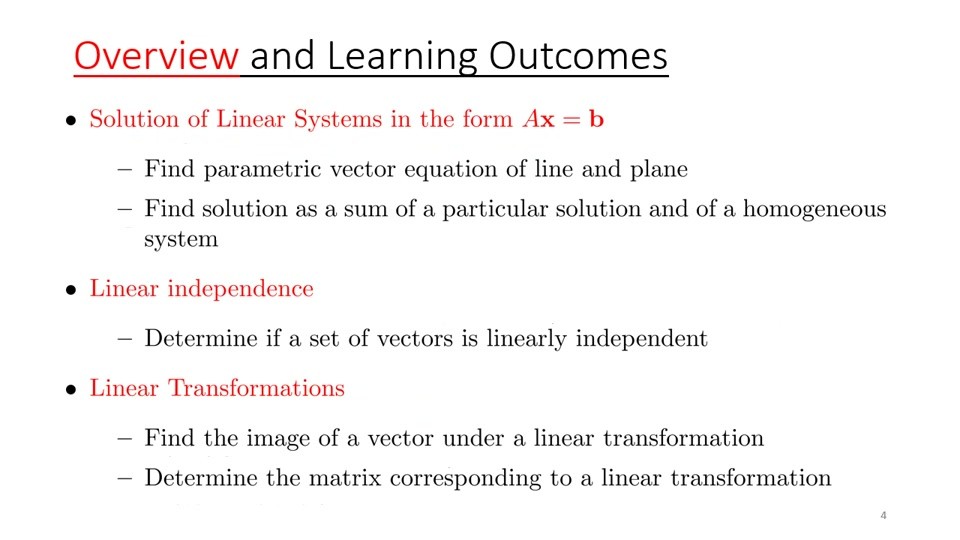 Overview and Learning Outcomes
• Solution of Linear Systems in the form Ax = b
– Find parametric vector equation of line and plane
– Find solution as a sum of a particular solution and of a homogeneous
system
• Linear independence
– Determine if a set of vectors is linearly independent
• Linear Transformations
– Find the image of a vector under a linear transformation
– Determine the matrix corresponding to a linear transformation
4